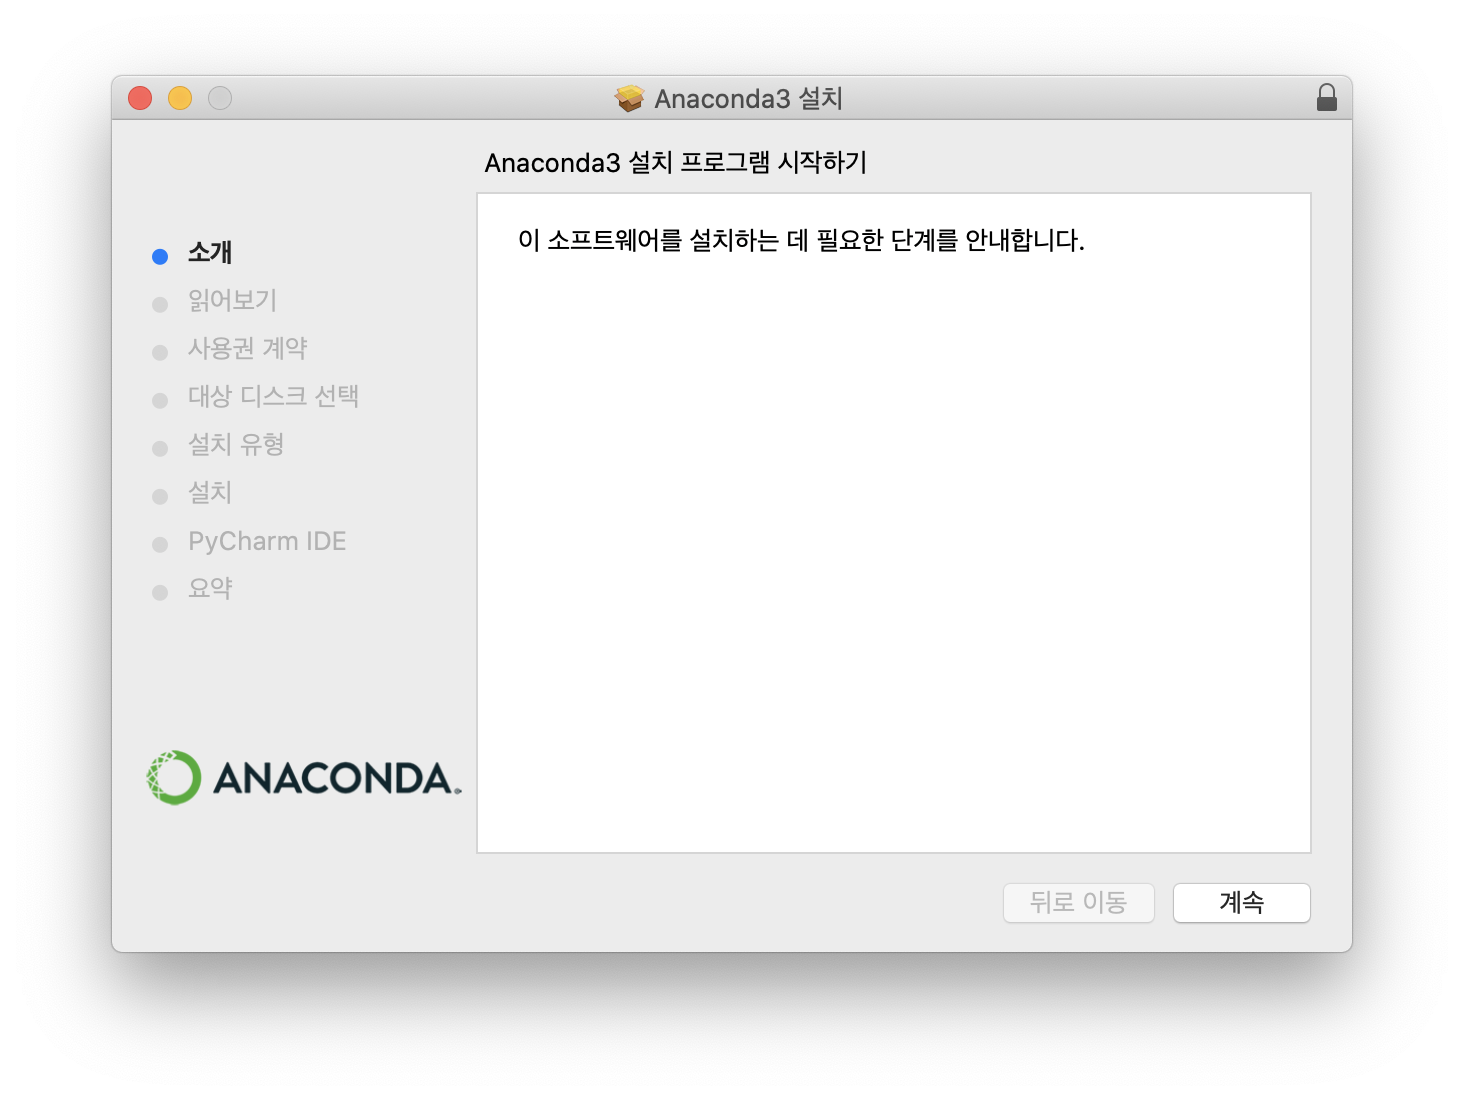 Anaconda3 설치
Anaconda3 설치 프로그램 시작하기
이 소프트웨어를 설치하는 데 필요한 단계를 안내합니다.
소개
읽어보기
사용권 계약
대상 디스크 선택
설치 유형
설치
PyCharm IDE
요약
ANACONDA.
뒤로 이동
계속